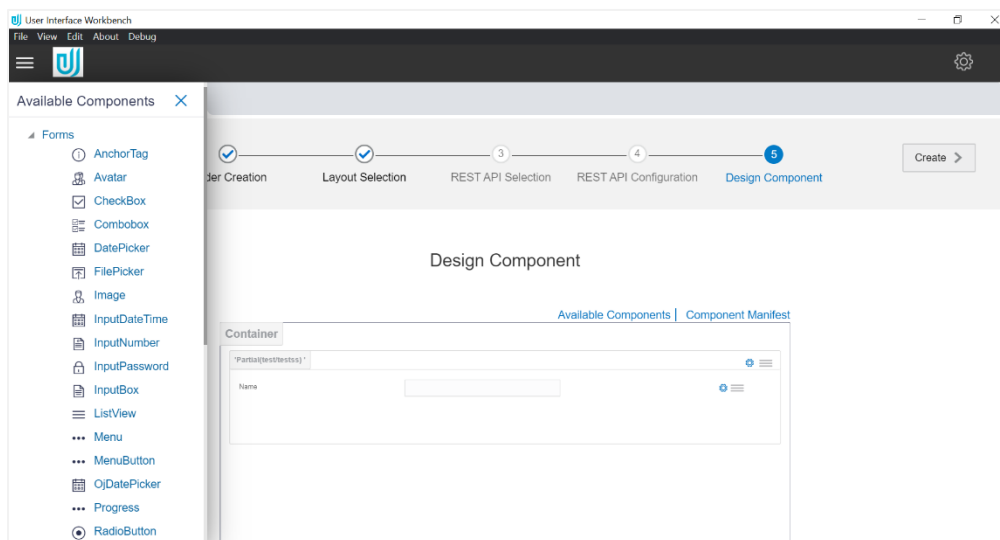 User Interface Workbench
File View Edit About Debug
Available Components
Forms
AnchorTag
Avatar
CheckBox
Combobox
DatePicker
FilePicker
Image
InputDateTime
InputNumber
InputPassword
InputBox
ListView
Menu
MenuButton
OjDatePicker
Progress
RadioButton
3
4
5
der Creation
Layout Selection
REST API Selection
REST API Configuration
Design Component
Create
Design Component
Available Components | Component Manifest
Container
'Partial(test/testss) '
Name